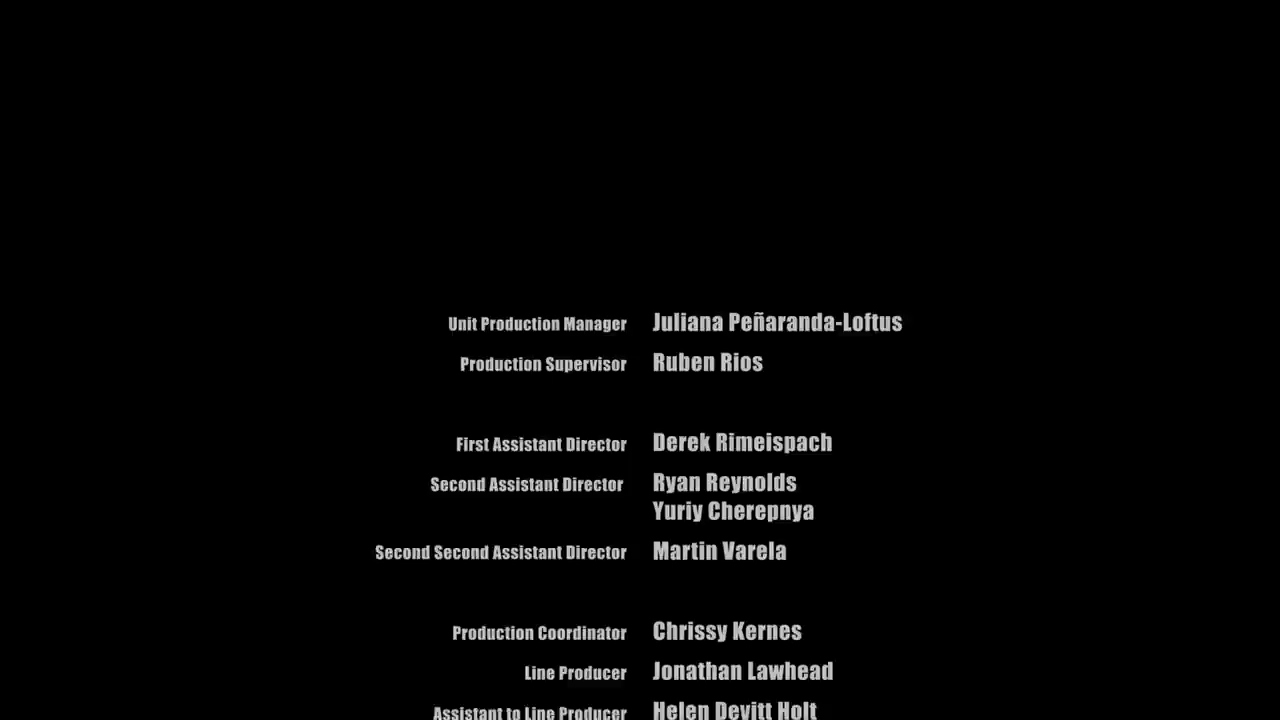 Unit Production Manager Juliana Peñaranda-Loftus
Production Supervisor Ruben Rios
First Assistant Director Derek Rimeispach
Second Assistant Director Ryan Reynolds
Yuriy Cherepnya
Second Second Assistant Director Martin Varela
Production Coordinator Chrissy Kernes
Line Producer Jonathan Lawhead
Assistant to Line Producer Helen Devitt Holt